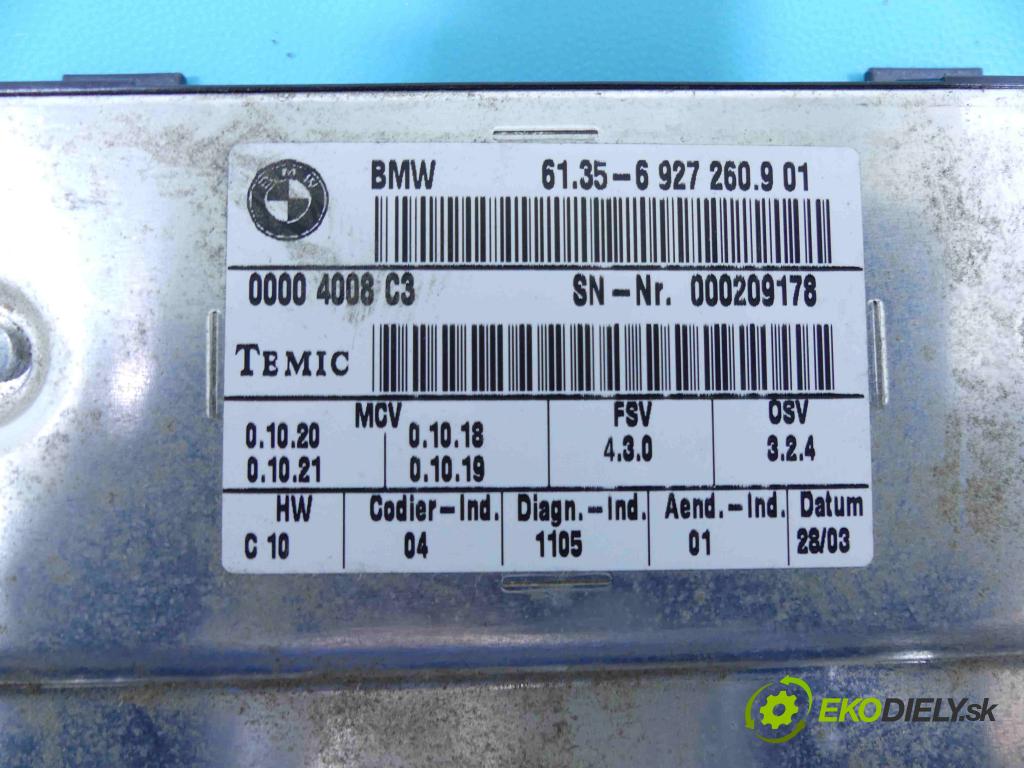 BMW
BMW 61.35-6 927 260.9 01
0000 4008 C3 SN-Nr. 000209178
TEMIC
MCV FSV OSV
0.10.20 0.10.18 4.3.0 3.2.4
0.10.21 0.10.19
HW Codier-Ind. Diagn.-Ind. Aend.-Ind. Datum
C 10 04 1105 01 28/03
EKODIELY.sk